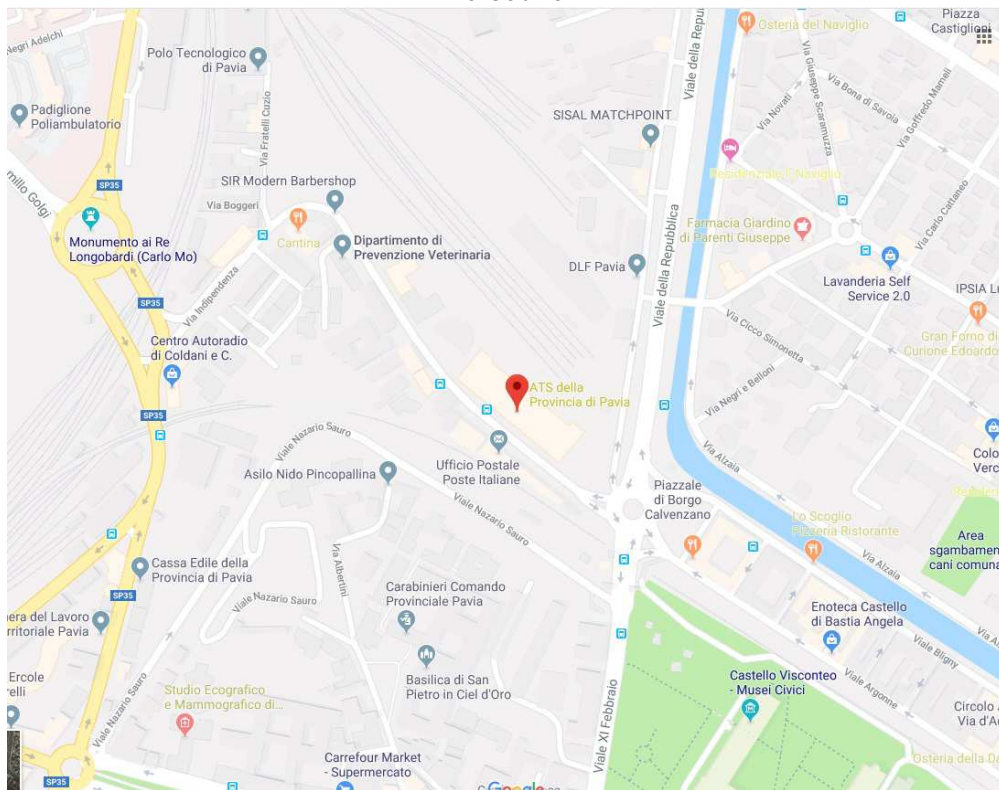 Osteria del Naviglio
Piazza
Castiglioni
Negri Adelchi
Polo Tecnologico
di Pavia
Viale della Repubblica
Via Giuseppe Scaramuzza
Via Bona di Savoia
Via Goffredo Mameli
Padiglione
Poliambulatorio
Via Fratelli Cuzio
SISAL MATCHPOINT
Via Novati
Residenziale Il Naviglio
SP35
SIR Modern Barbershop
Via Boggeri
Cantina
Monumento ai Re
Longobardi (Carlo Mo)
Dipartimento di
Prevenzione Veterinaria
Viale della Repubblica
Farmacia Giardino
di Parenti Giuseppe
Via Carlo Cattaneo
DLF Pavia
Lavanderia Self
Service 2.0
IPSIA
SP35
Via Indipendenza
Via Cicco Simonetta
Gran Forno di
Curione Edoardo
Centro Autoradio
di Coldani e C.
ATS della
Provincia di Pavia
Via Negri e Belloni
SP35
Viale Nazario Sauro
Via Alzaia
Ufficio Postale
Poste Italiane
Asilo Nido Pincopallina
Viale Nazario Sauro
Piazzale
di Borgo
Calvenzano
Lo Scoglio
Pizzeria Ristorante
Area
cani
Via Alzaia
Cassa Edile della
Provincia di Pavia
Via Albertini
Carabinieri Comando
Provinciale Pavia
SP35
Viale Nazario Sauro
Enoteca Castello
di Bastia Angela
del Lavoro
Pavia
Viale Bligny
Basilica di San
Pietro in Ciel d'Oro
Castello Visconteo
- Musei Civici
Viale Argonne
Ercole
Studio Ecografico
e Mammografico di...
Viale Nazario Sauro
Viale XI Febbraio
Circolo
Carrefour Market
- Supermercato
Osteria della
SP35
Google